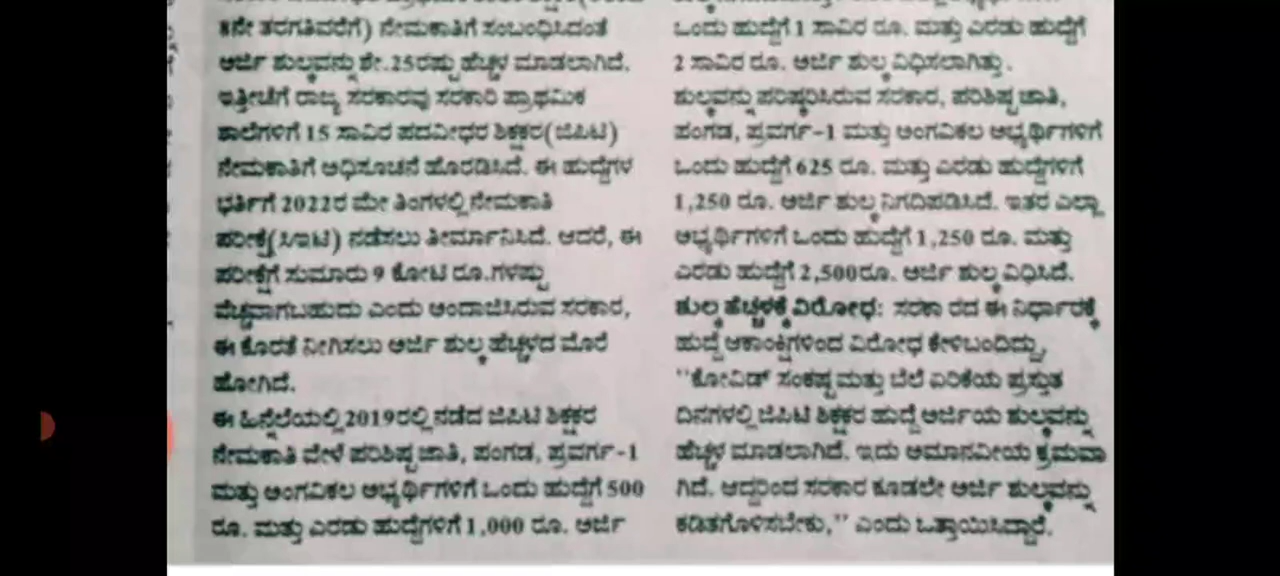 8ನೇ ತರಗತಿವರೆಗೆ) ನೇಮಕಾತಿಗೆ ಸಂಬಂಧಿಸಿದಂತೆ
ಅರ್ಜಿ ಶುಲ್ಕವನ್ನು ಶೇ.25ರಷ್ಟು ಹೆಚ್ಚಳ ಮಾಡಲಾಗಿದೆ.
ಇತ್ತೀಚೆಗೆ ರಾಜ್ಯ ಸರಕಾರವು ಸರಕಾರಿ ಪ್ರಾಥಮಿಕ
ಶಾಲೆಗಳಿಗೆ 15 ಸಾವಿರ ಪದವೀಧರ ಶಿಕ್ಷಕರ(ಜಿಪಿಟಿ)
ನೇಮಕಾತಿಗೆ ಅಧಿಸೂಚನೆ ಹೊರಡಿಸಿದೆ. ಈ ಹುದ್ದೆಗಳ
ಭರ್ತಿಗೆ 2022ರ ಮೇ ತಿಂಗಳಲ್ಲಿ ನೇಮಕಾತಿ
ಪರೀಕ್ಷೆ(ಸಿಇಟಿ) ನಡೆಸಲು ತೀರ್ಮಾನಿಸಿದೆ. ಆದರೆ, ಈ
ಪರೀಕ್ಷೆಗೆ ಸುಮಾರು 9 ಕೋಟಿ ರೂ.ಗಳಷ್ಟು
ವೆಚ್ಚವಾಗಬಹುದು ಎಂದು ಅಂದಾಜಿಸಿರುವ ಸರಕಾರ,
ಈ ಕೊರತೆ ನೀಗಿಸಲು ಅರ್ಜಿ ಶುಲ್ಕ ಹೆಚ್ಚಳದ ಮೊರೆ
ಹೋಗಿದೆ.
ಈ ಹಿನ್ನೆಲೆಯಲ್ಲಿ 2019ರಲ್ಲಿ ನಡೆದ ಜಿಪಿಟಿ ಶಿಕ್ಷಕರ
ನೇಮಕಾತಿ ವೇಳೆ ಪರಿಶಿಷ್ಟ ಜಾತಿ, ಪಂಗಡ, ಪ್ರವರ್ಗ-1
ಮತ್ತು ಅಂಗವಿಕಲ ಅಭ್ಯರ್ಥಿಗಳಿಗೆ ಒಂದು ಹುದ್ದೆಗೆ 500
ರೂ. ಮತ್ತು ಎರಡು ಹುದ್ದೆಗಳಿಗೆ 1,000 ರೂ. ಅರ್ಜಿ
ಒಂದು ಹುದ್ದೆಗೆ 1 ಸಾವಿರ ರೂ. ಮತ್ತು ಎರಡು ಹುದ್ದೆಗೆ
2 ಸಾವಿರ ರೂ. ಅರ್ಜಿ ಶುಲ್ಕ ವಿಧಿಸಲಾಗಿತ್ತು.
ಶುಲ್ಕವನ್ನು ಪರಿಷ್ಕರಿಸಿರುವ ಸರಕಾರ, ಪರಿಶಿಷ್ಟ ಜಾತಿ,
ಪಂಗಡ, ಪ್ರವರ್ಗ-1 ಮತ್ತು ಅಂಗವಿಕಲ ಅಭ್ಯರ್ಥಿಗಳಿಗೆ
ಒಂದು ಹುದ್ದೆಗೆ 625 ರೂ. ಮತ್ತು ಎರಡು ಹುದ್ದೆಗಳಿಗೆ
1,250 ರೂ. ಅರ್ಜಿ ಶುಲ್ಕ ನಿಗದಿಪಡಿಸಿದೆ. ಇತರ ಎಲ್ಲಾ
ಅಭ್ಯರ್ಥಿಗಳಿಗೆ ಒಂದು ಹುದ್ದೆಗೆ 1,250 ರೂ. ಮತ್ತು
ಎರಡು ಹುದ್ದೆಗೆ 2,500ರೂ. ಅರ್ಜಿ ಶುಲ್ಕ ವಿಧಿಸಿದೆ.
ಶುಲ್ಕ ಹೆಚ್ಚಳಕ್ಕೆ ವಿರೋಧ: ಸರಕಾರದ ಈ ನಿರ್ಧಾರಕ್ಕೆ
ಹುದ್ದೆ ಆಕಾಂಕ್ಷಿಗಳಿಂದ ವಿರೋಧ ಕೇಳಿಬಂದಿದ್ದು,
''ಕೋವಿಡ್ ಸಂಕಷ್ಟ ಮತ್ತು ಬೆಲೆ ಏರಿಕೆಯ ಪ್ರಸ್ತುತ
ದಿನಗಳಲ್ಲಿ ಜಿಪಿಟಿ ಶಿಕ್ಷಕರ ಹುದ್ದೆ ಅರ್ಜಿಯ ಶುಲ್ಕವನ್ನು
ಹೆಚ್ಚಳ ಮಾಡಲಾಗಿದೆ. ಇದು ಅಮಾನವೀಯ ಕ್ರಮವಾ
ಗಿದೆ. ಆದ್ದರಿಂದ ಸರಕಾರ ಕೂಡಲೇ ಅರ್ಜಿ ಶುಲ್ಕವನ್ನು
ಕಡಿತಗೊಳಿಸಬೇಕು,'' ಎಂದು ಒತ್ತಾಯಿಸಿದ್ದಾರೆ.